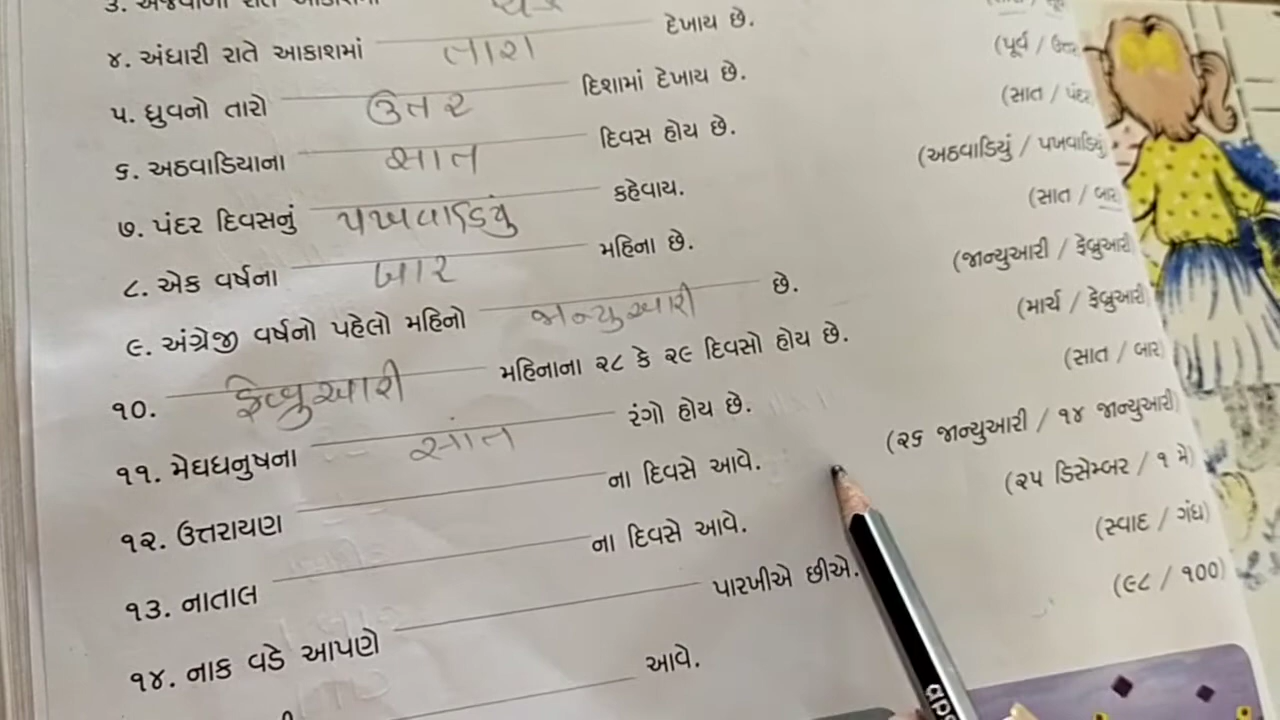 ૪. અંધારી રાતે આકાશમાં તારા દેખાય છે.
૫. ધ્રુવનો તારો ઉતર દિશામાં દેખાય છે. (પૂર્વ / ઉત્તર
૬. અઠવાડિયાના સાત દિવસ હોય છે. (સાત / પંદર
૭. પંદર દિવસનું પખવાડિયું કહેવાય. (અઠવાડિયું / પખવાડિયું
૮. એક વર્ષના બાર મહિના છે. (સાત / બાર
૯. અંગ્રેજી વર્ષનો પહેલો મહિનો જાન્યુઆરી છે. (જાન્યુઆરી / ફેબ્રુઆરી
૧૦. ફેબ્રુઆરી મહિનાના ૨૮ કે ૨૯ દિવસો હોય છે. (માર્ચ / ફેબ્રુઆરી
૧૧. મેઘધનુષના સાંત રંગો હોય છે. (સાત / બાર)
૧૨. ઉત્તરાયણ ના દિવસે આવે. (૨૬ જાન્યુઆરી / ૧૪ જાન્યુઆરી)
૧૩. નાતાલ ના દિવસે આવે. (૨૫ ડિસેમ્બર / ૧ મે)
૧૪. નાક વડે આપણે પારખીએ છીએ. (સ્વાદ / ગંધ)
આવે. (૯૮ / ૧૦૦)